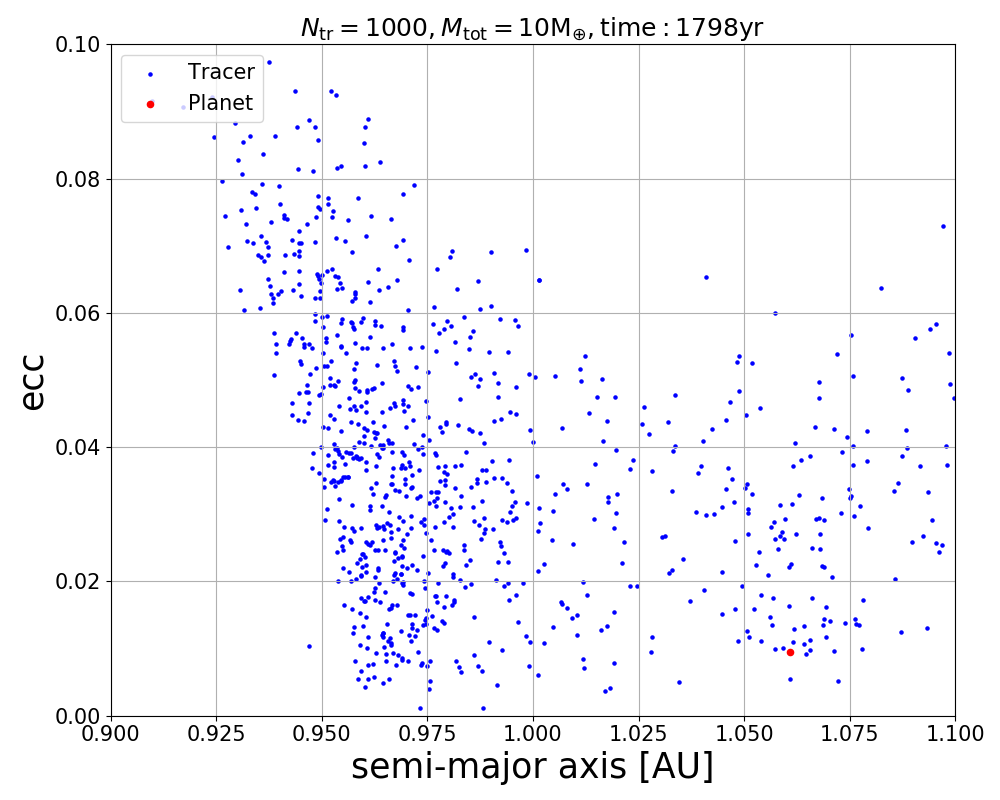 N_tr = 1000, M_tot = 10M_⊕, time : 1798yr
0.10
Tracer
Planet
0.08
0.06
ecc
0.04
0.02
0.00
0.900 0.925 0.950 0.975 1.000 1.025 1.050 1.075 1.100
semi-major axis [AU]